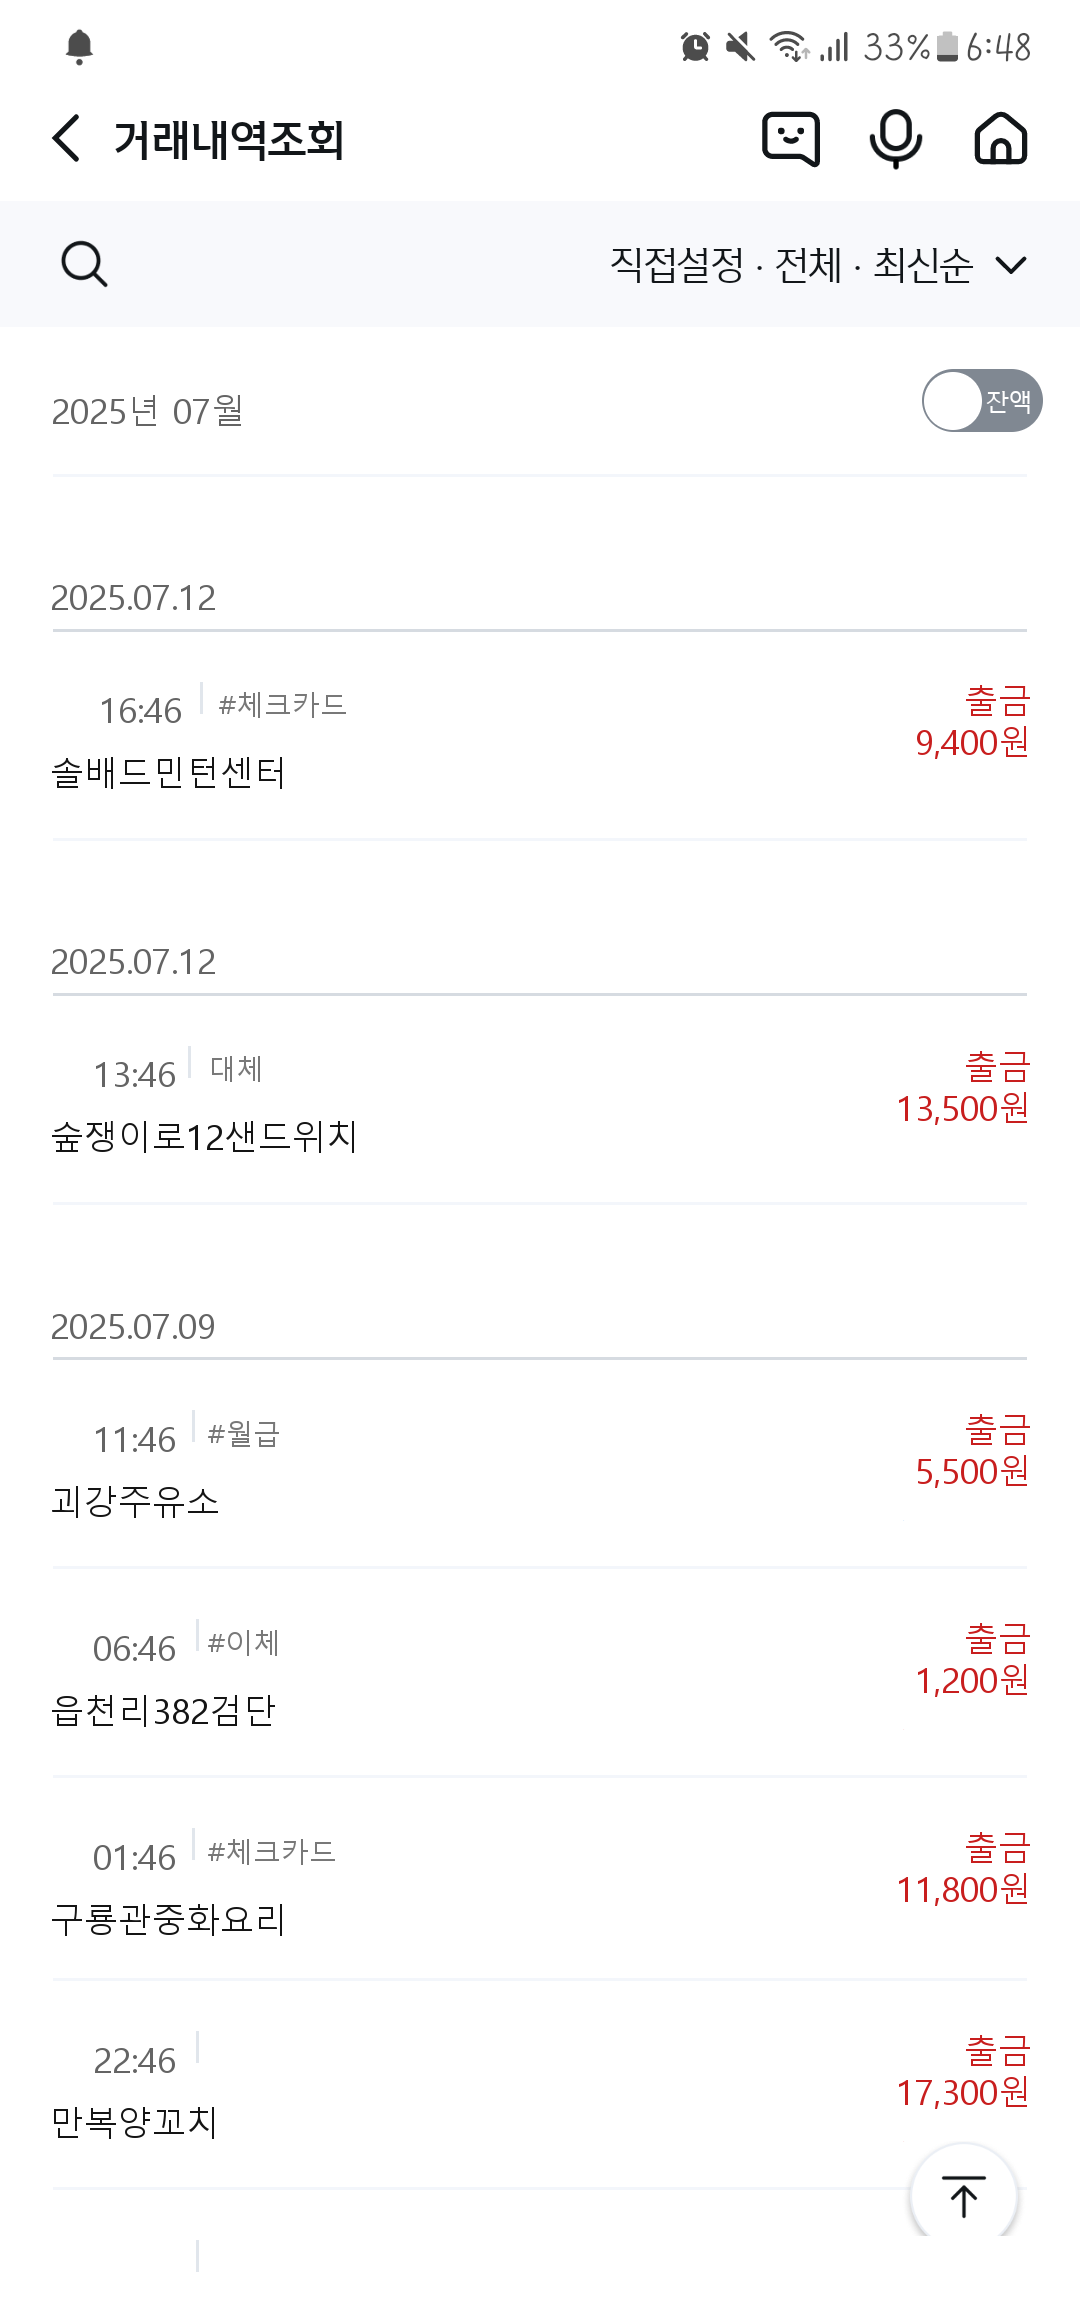 33% 6:48
거래내역조회
직접설정 · 전체 · 최신순
2025년 07월
잔액
2025.07.12
16:46 #체크카드
출금
9,400원
솔배드민턴센터
2025.07.12
13:46 대체
출금
13,500원
숲쟁이로12샌드위치
2025.07.09
11:46 #월급
출금
5,500원
괴강주유소
06:46 #이체
출금
1,200원
읍천리382검단
01:46 #체크카드
출금
11,800원
구룡관중화요리
22:46
출금
17,300원
만복양꼬치